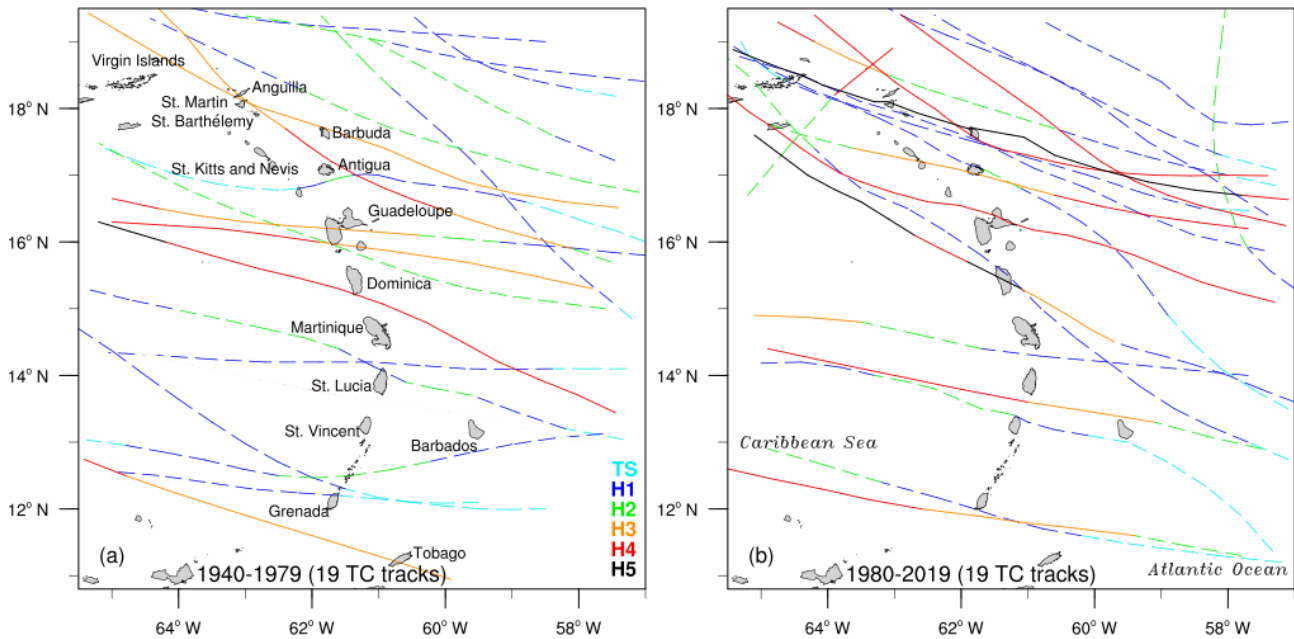 18° N
16° N
14° N
12° N
64° W
62° W
60° W
58° W
Virgin Islands
Anguilla
St. Martin
St. Barthélemy
Barbuda
St. Kitts and Nevis
Antigua
Guadeloupe
Dominica
Martinique
St. Lucia
St. Vincent
Barbados
Grenada
Tobago
TS
H1
H2
H3
H4
H5
(a)
1940-1979 (19 TC tracks)
18° N
16° N
14° N
12° N
64° W
62° W
60° W
58° W
Caribbean Sea
(b)
1980-2019 (19 TC tracks)
Atlantic Ocean